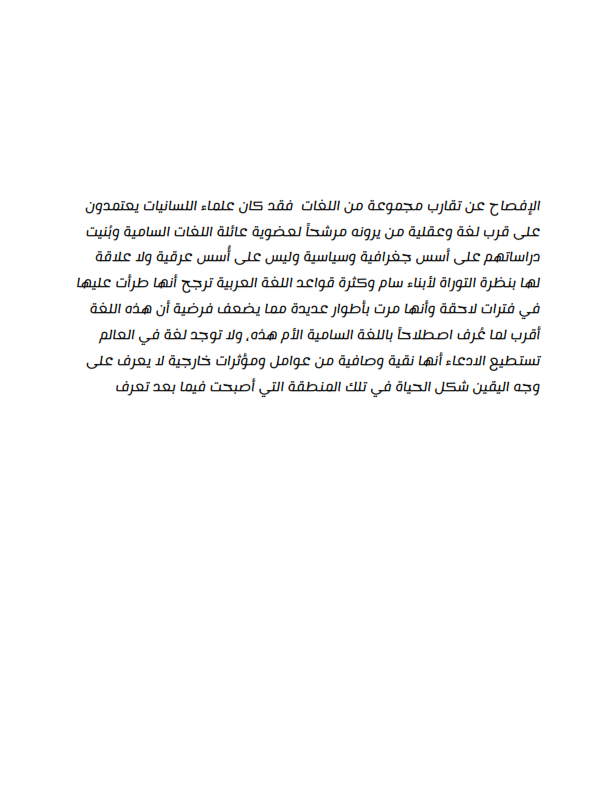 الإفصاح عن تقارب مجموعة من اللغات  فقد كان علماء اللسانيات يعتمدون
على قرب لغة وعقلية من يرونه مرشحاً لعضوية عائلة اللغات السامية وبُنيت
دراساتهم على أسس جغرافية وسياسية وليس على أُسس عرقية ولا علاقة
لها بنظرة التوراة لأبناء سام وكثرة قواعد اللغة العربية ترجح أنها طرأت عليها
في فترات لاحقة وأنها مرت بأطوار عديدة مما يضعف فرضية أن هذه اللغة
أقرب لما عُرف اصطلاحاً باللغة السامية الأم هذه، ولا توجد لغة في العالم
تستطيع الادعاء أنها نقية وصافية من عوامل ومؤثرات خارجية لا يعرف على
وجه اليقين شكل الحياة في تلك المنطقة التي أصبحت فيما بعد تعرف